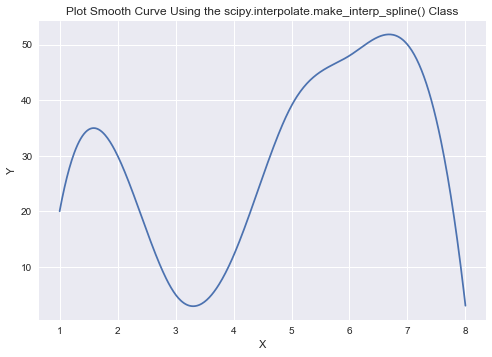 Plot Smooth Curve Using the scipy.interpolate.make_interp_spline() Class
50
40
30
20
10
Y
1 2 3 4 5 6 7 8
X